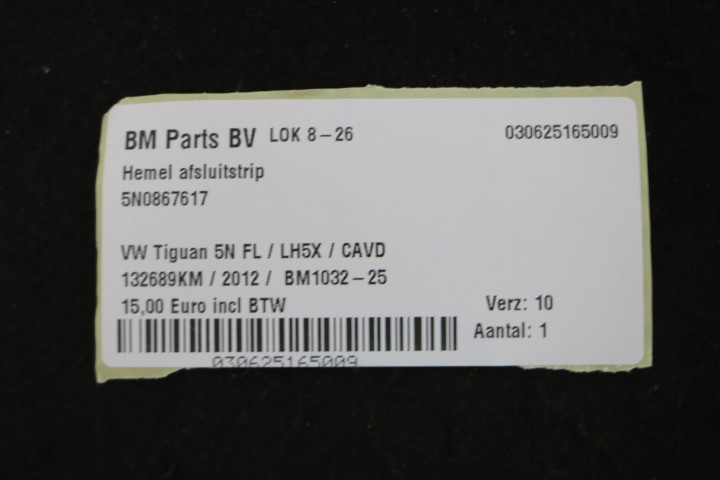 BM Parts BV LOK 8-26 030625165009
Hemel afsluitstrip
5N0867617
VW Tiguan 5N FL / LH5X / CAVD
132689KM / 2012 / BM1032-25
15,00 Euro incl BTW Verz: 10
Aantal: 1
030625165009